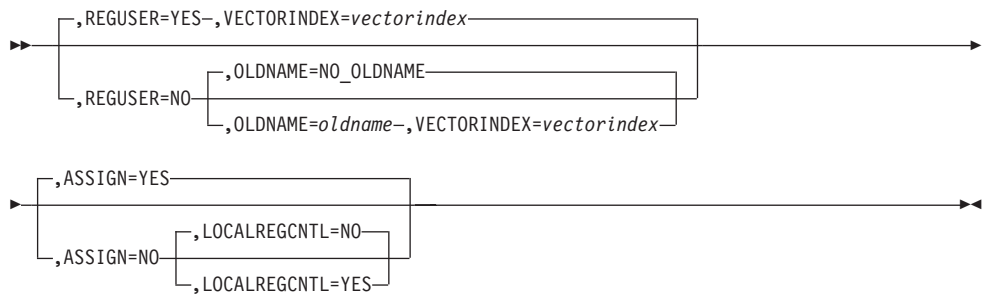 ,REGUSER=YES,VECTORINDEX=vectorindex
,OLDNAME=NO_OLDNAME
,REGUSER=NO
,OLDNAME=oldname,VECTORINDEX=vectorindex
,ASSIGN=YES
,LOCALREGCNTL=NO
,ASSIGN=NO
,LOCALREGCNTL=YES